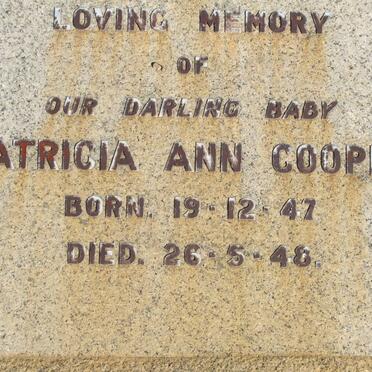 LOVING MEMORY
OF
OUR DARLING BABY
ATRICIA ANN COOP
BORN. 19-12-47
DIED. 26-5-48.